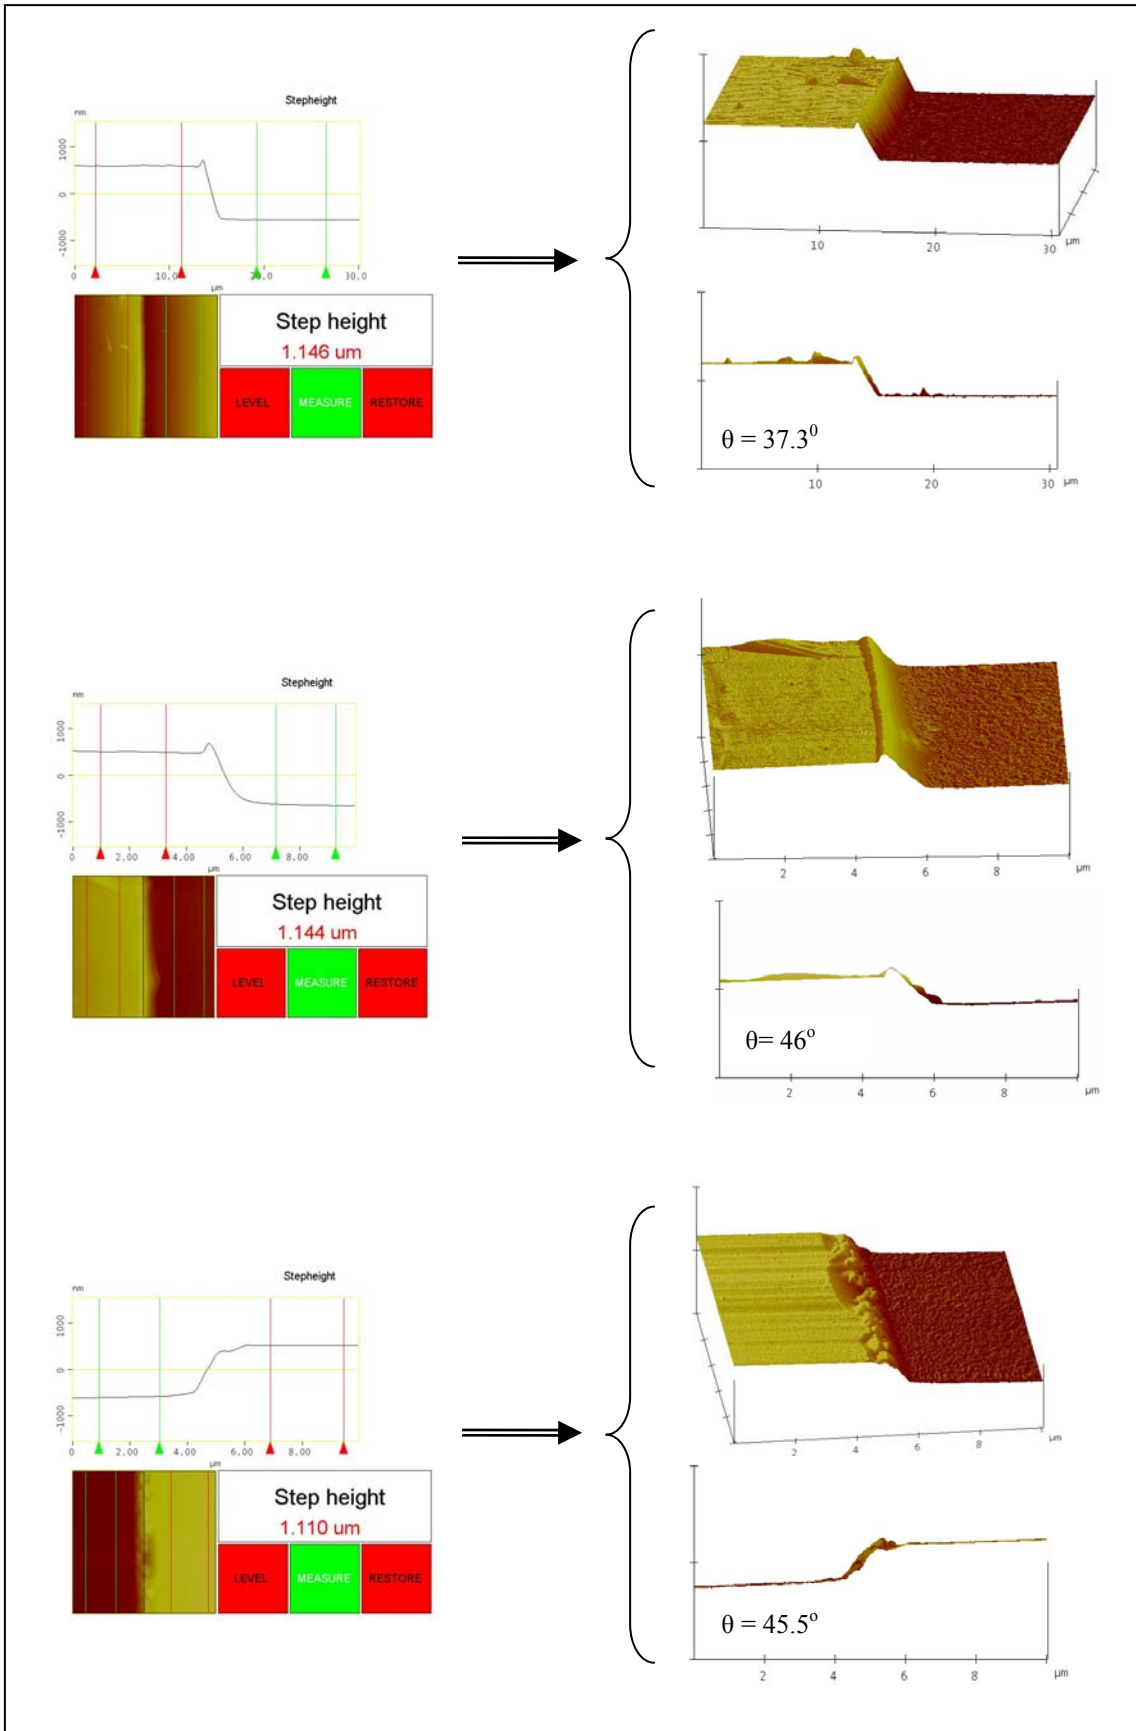 Stepheight
nm
1000
0
-1000
0 10.0 20.0 30.0
µm
Step height
1.146 um
LEVEL MEASURE RESTORE
10 20 30 µm
θ = 37.3⁰
10 20 30 µm
Stepheight
nm
1000
0
-1000
0 2.00 4.00 6.00 8.00
µm
Step height
1.144 um
LEVEL MEASURE RESTORE
2 4 6 8 µm
θ= 46°
2 4 6 8 µm
Stepheight
nm
1000
0
-1000
0 2.00 4.00 6.00 8.00
µm
Step height
1.110 um
LEVEL MEASURE RESTORE
2 4 6 8 µm
θ = 45.5°
2 4 6 8 µm